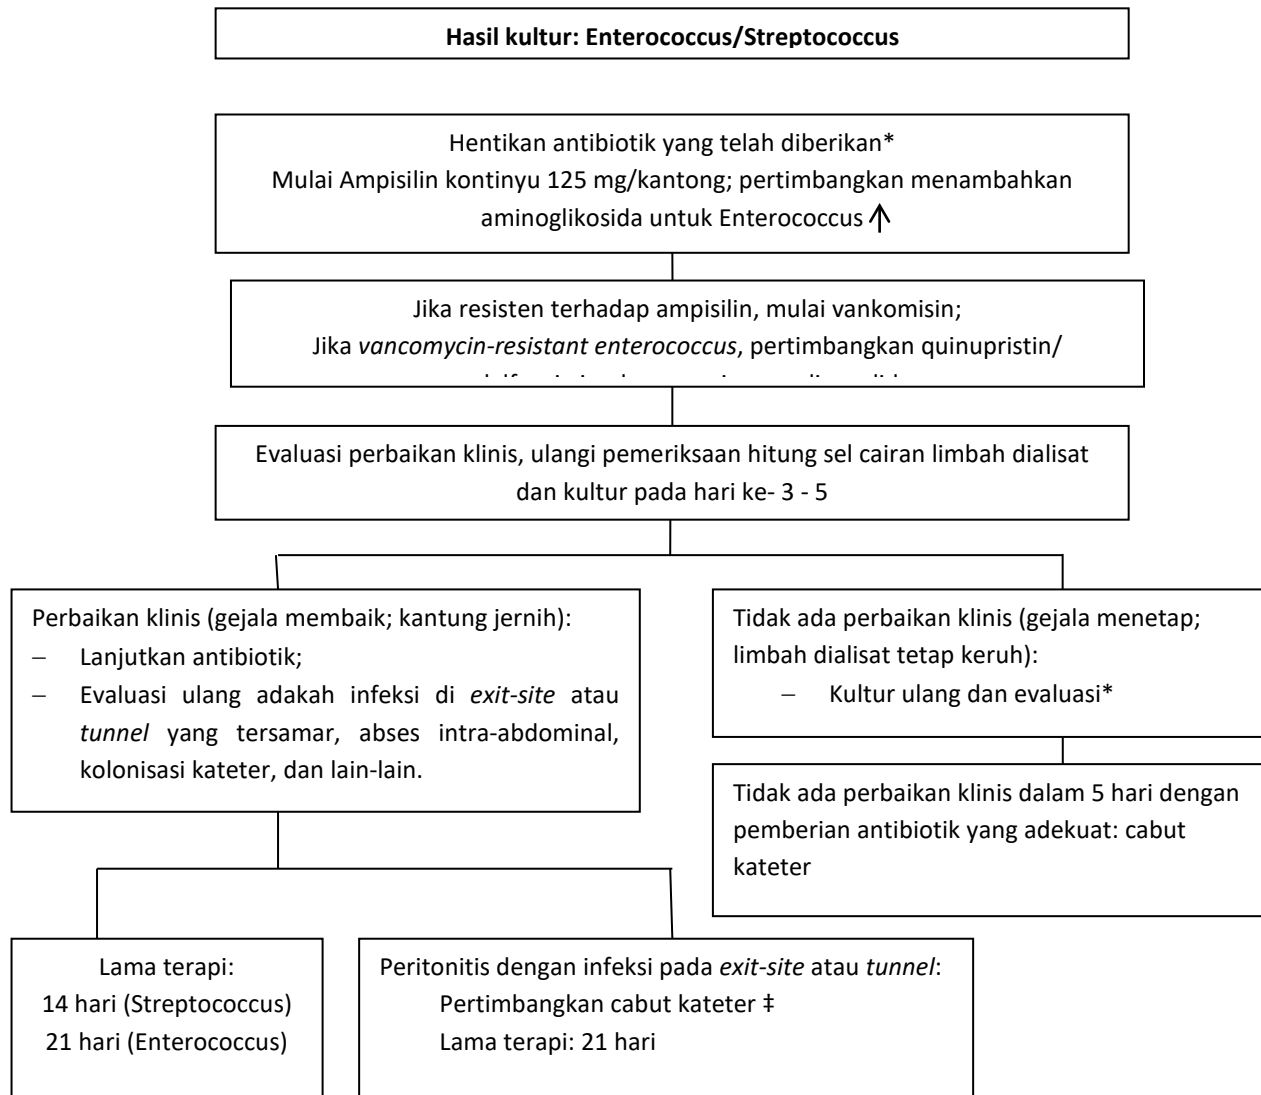 Hasil kultur: Enterococcus/Streptococcus
Hentikan antibiotik yang telah diberikan*
Mulai Ampisilin kontinyu 125 mg/kantong; pertimbangkan menambahkan
aminoglikosida untuk Enterococcus ↑
Jika resisten terhadap ampisilin, mulai vankomisin;
Jika vancomycin-resistant enterococcus, pertimbangkan quinupristin/
Evaluasi perbaikan klinis, ulangi pemeriksaan hitung sel cairan limbah dialisat
dan kultur pada hari ke- 3 - 5
Perbaikan klinis (gejala membaik; kantung jernih):
– Lanjutkan antibiotik;
– Evaluasi ulang adakah infeksi di exit-site atau
tunnel yang tersamar, abses intra-abdominal,
kolonisasi kateter, dan lain-lain.
Tidak ada perbaikan klinis (gejala menetap;
limbah dialisat tetap keruh):
– Kultur ulang dan evaluasi*
Tidak ada perbaikan klinis dalam 5 hari dengan
pemberian antibiotik yang adekuat: cabut
kateter
Lama terapi:
14 hari (Streptococcus)
21 hari (Enterococcus)
Peritonitis dengan infeksi pada exit-site atau tunnel:
Pertimbangkan cabut kateter ‡
Lama terapi: 21 hari